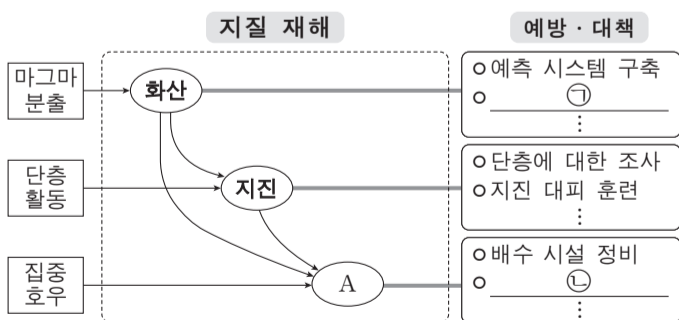 지질 재해
예방·대책
마그마
분출
화산
예측 시스템 구축
㉠
⋮
단층
활동
지진
단층에 대한 조사
지진 대피 훈련
⋮
집중
호우
A
배수 시설 정비
㉡
⋮